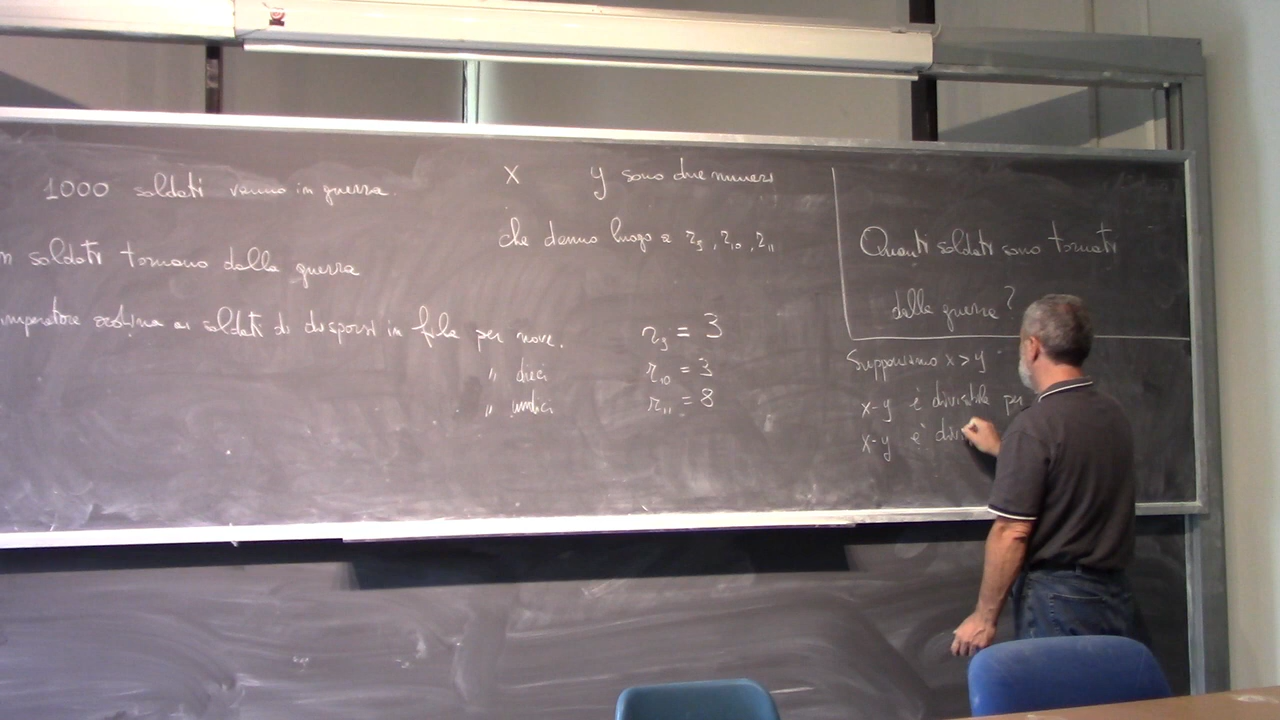 1000 soldati vanno in guerra.
n soldati tornano dalla guerra
imperatore ordina ai soldati di disporsi in file per nove. r₉ = 3
" dieci r₁₀ = 3
" undici r₁₁ = 8
x y sono due numeri
che danno luogo a r₉, r₁₀, r₁₁
Quanti soldati sono tornati
dalla guerra?
Supponiamo x > y
x-y è divisibile per
x-y è divi